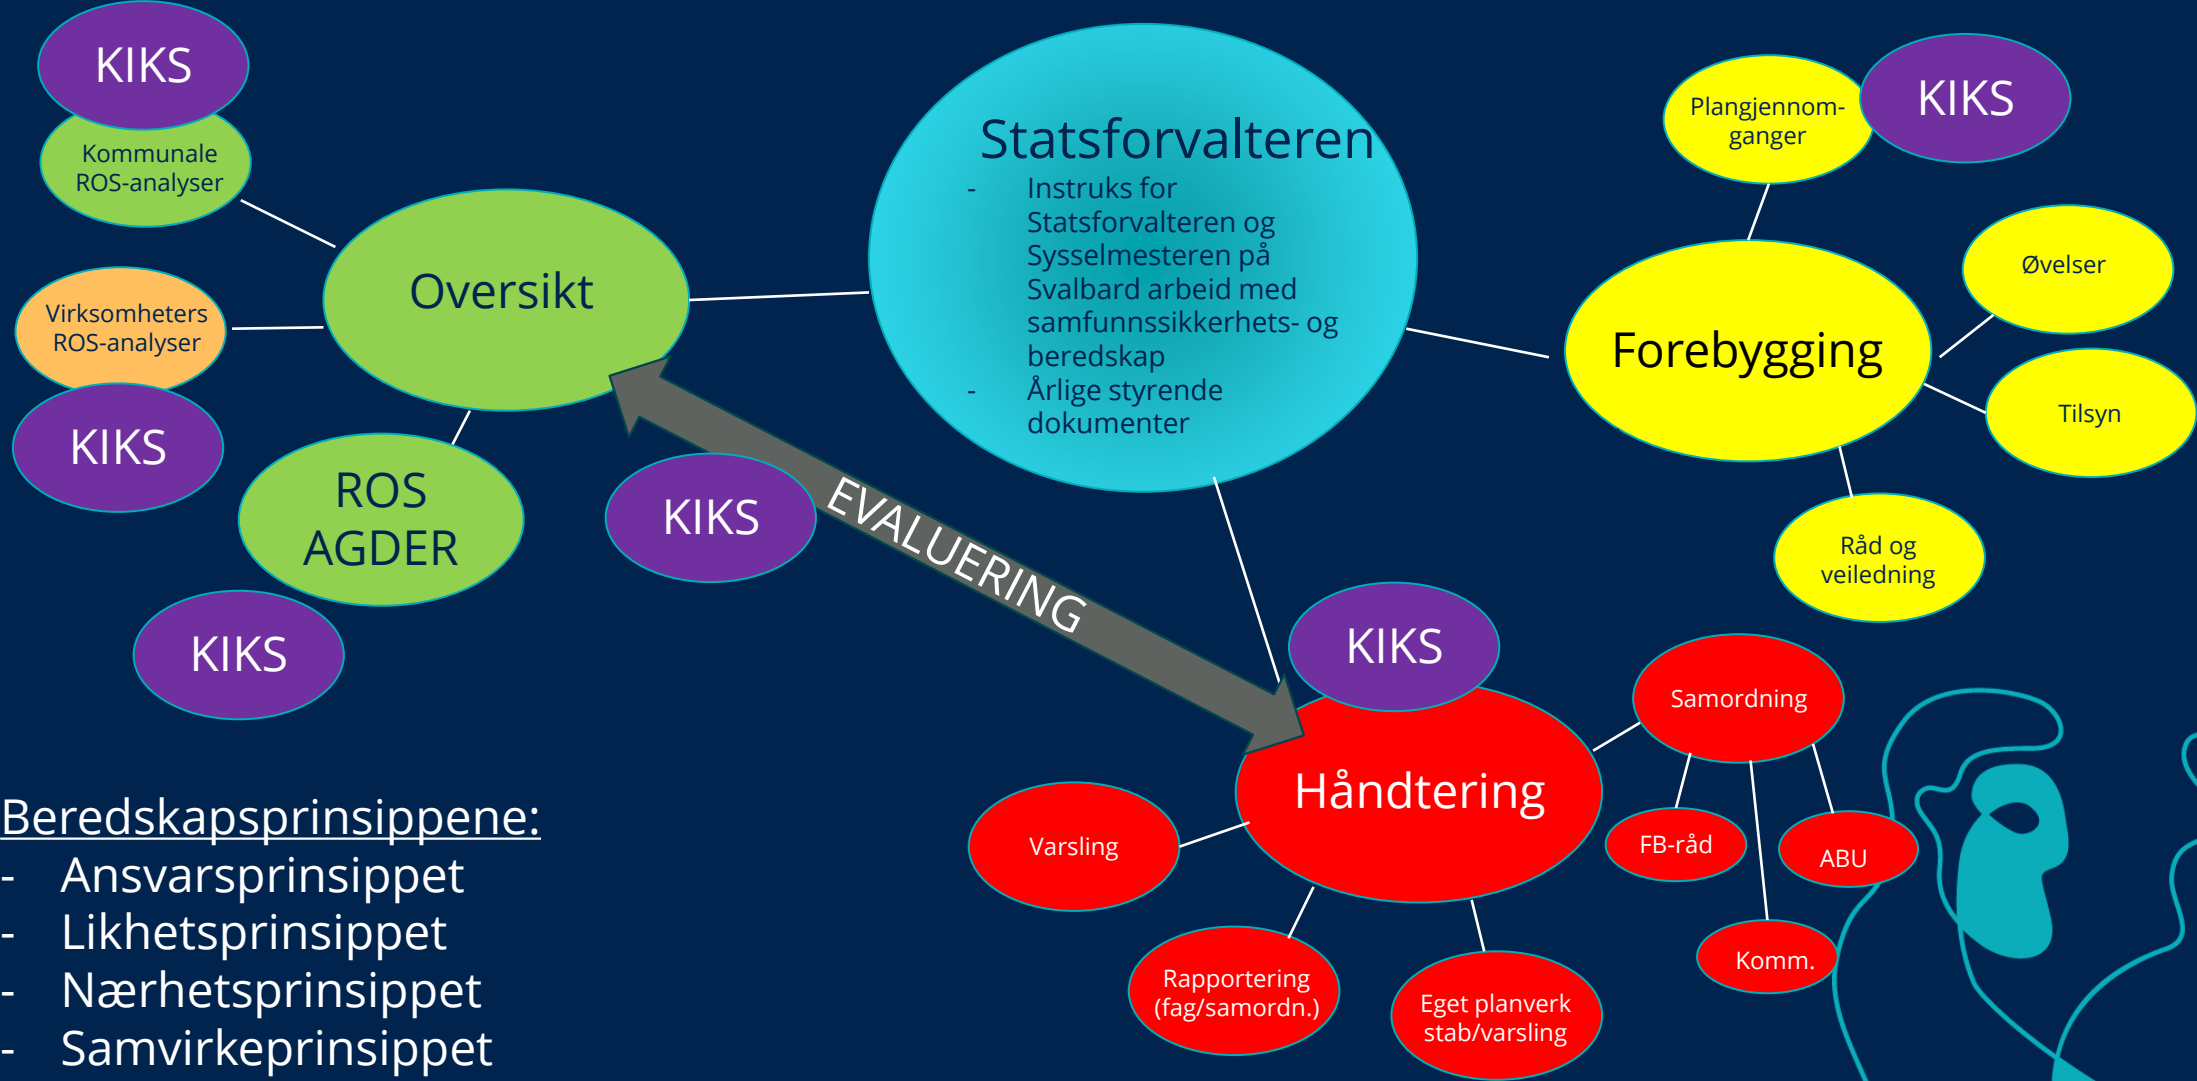 KIKS
Kommunale
ROS-analyser
Virksomheters
ROS-analyser
KIKS
Oversikt
ROS
AGDER
KIKS
KIKS
EVALUERING
Statsforvalteren
- Instruks for
Statsforvalteren og
Sysselmesteren på
Svalbard arbeid med
samfunnssikkerhets- og
beredskap
- Årlige styrende
dokumenter
Plangjennom-
ganger
KIKS
Øvelser
Forebygging
Tilsyn
Råd og
veiledning
KIKS
Håndtering
Samordning
FB-råd
ABU
Komm.
Varsling
Rapportering
(fag/samordn.)
Eget planverk
stab/varsling
Beredskapsprinsippene:
- Ansvarsprinsippet
- Likhetsprinsippet
- Nærhetsprinsippet
- Samvirkeprinsippet